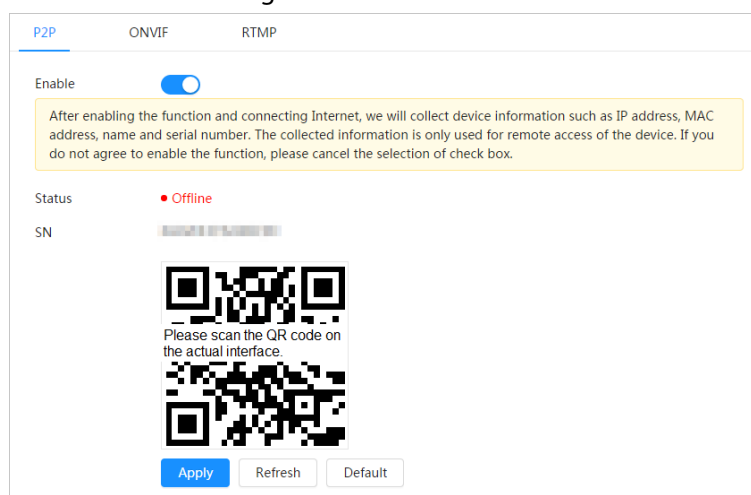 P2P ONVIF RTMP
Enable
After enabling the function and connecting Internet, we will collect device information such as IP address, MAC
address, name and serial number. The collected information is only used for remote access of the device. If you
do not agree to enable the function, please cancel the selection of check box.
Status Offline
SN
Please scan the QR code on
the actual interface.
Apply Refresh Default